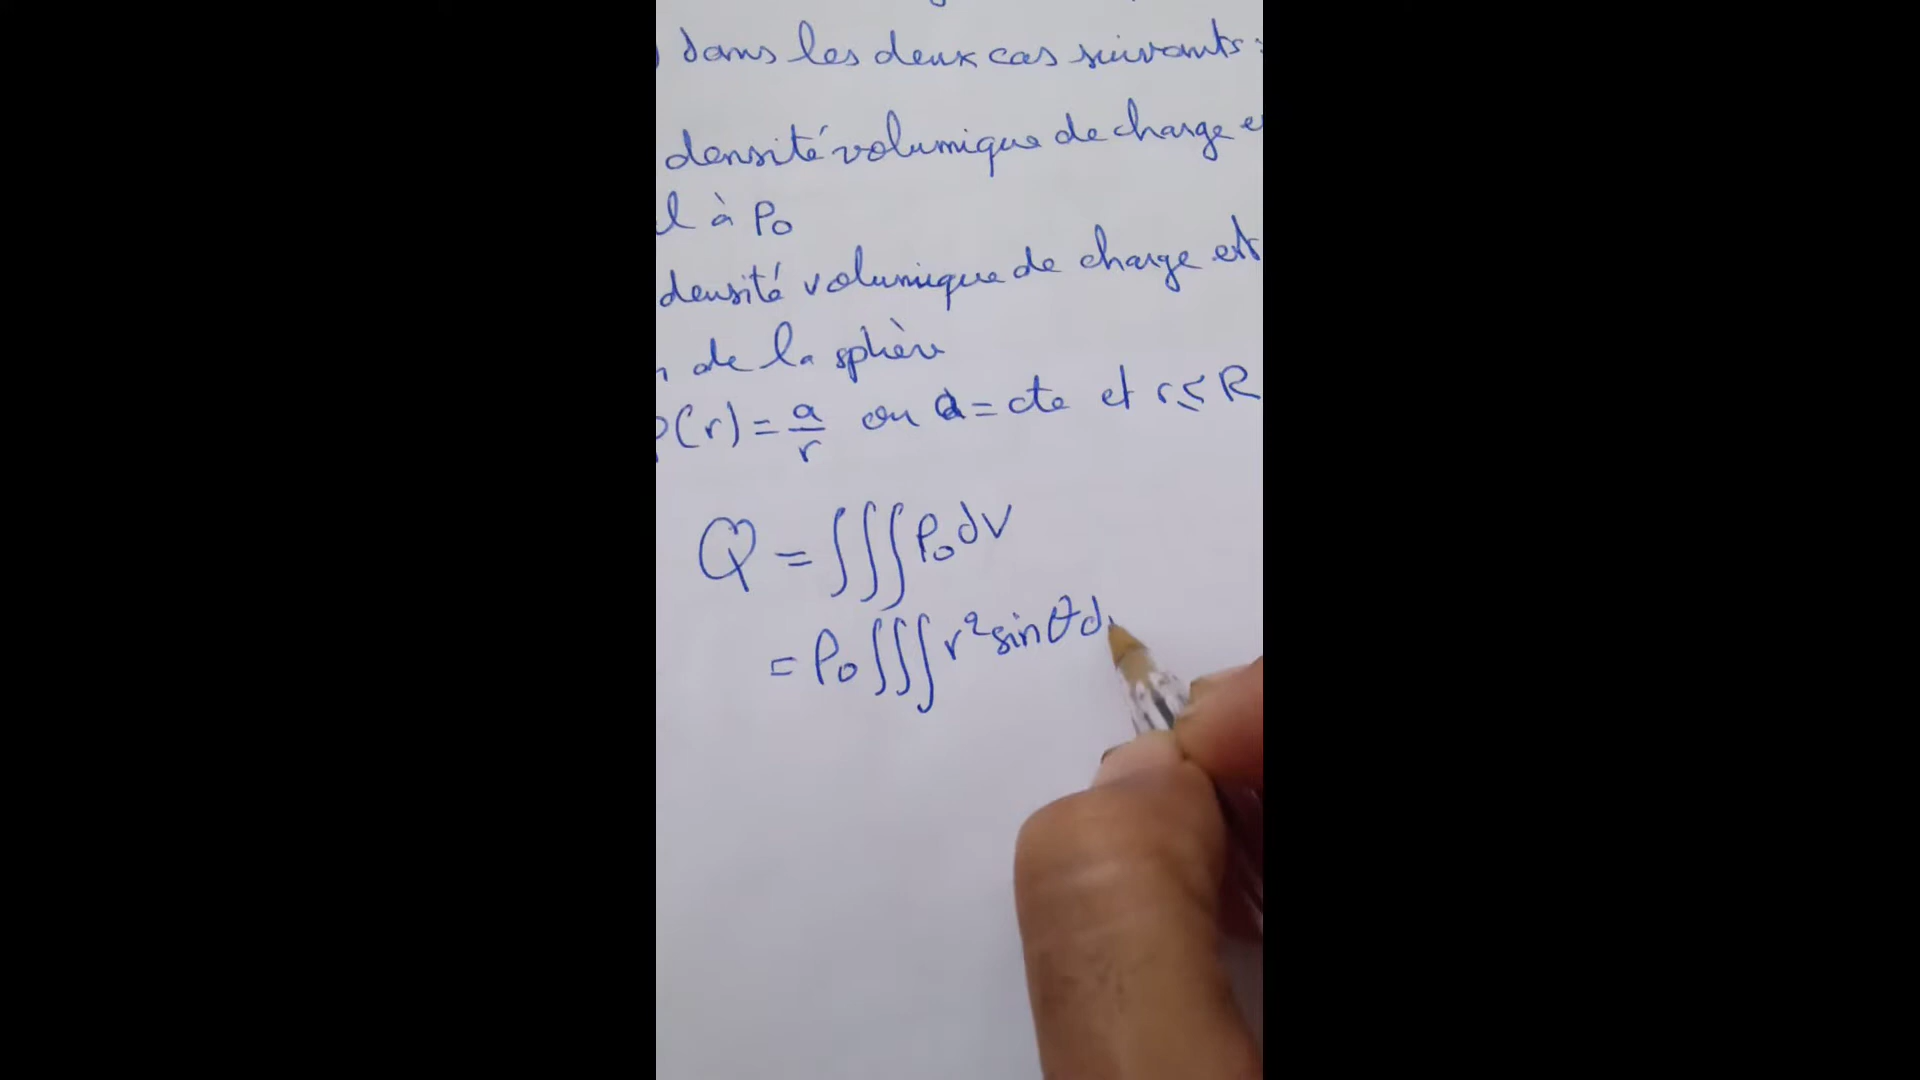 dans les deux cas suivants :
densité volumique de charge e
l à ρ₀
densité volumique de charge est
de la sphère
ρ(r) = a/r ou a = cte et r ≤ R
Q = ∫∫∫ ρ₀ dV
= ρ₀ ∫∫∫ r² sin θ d